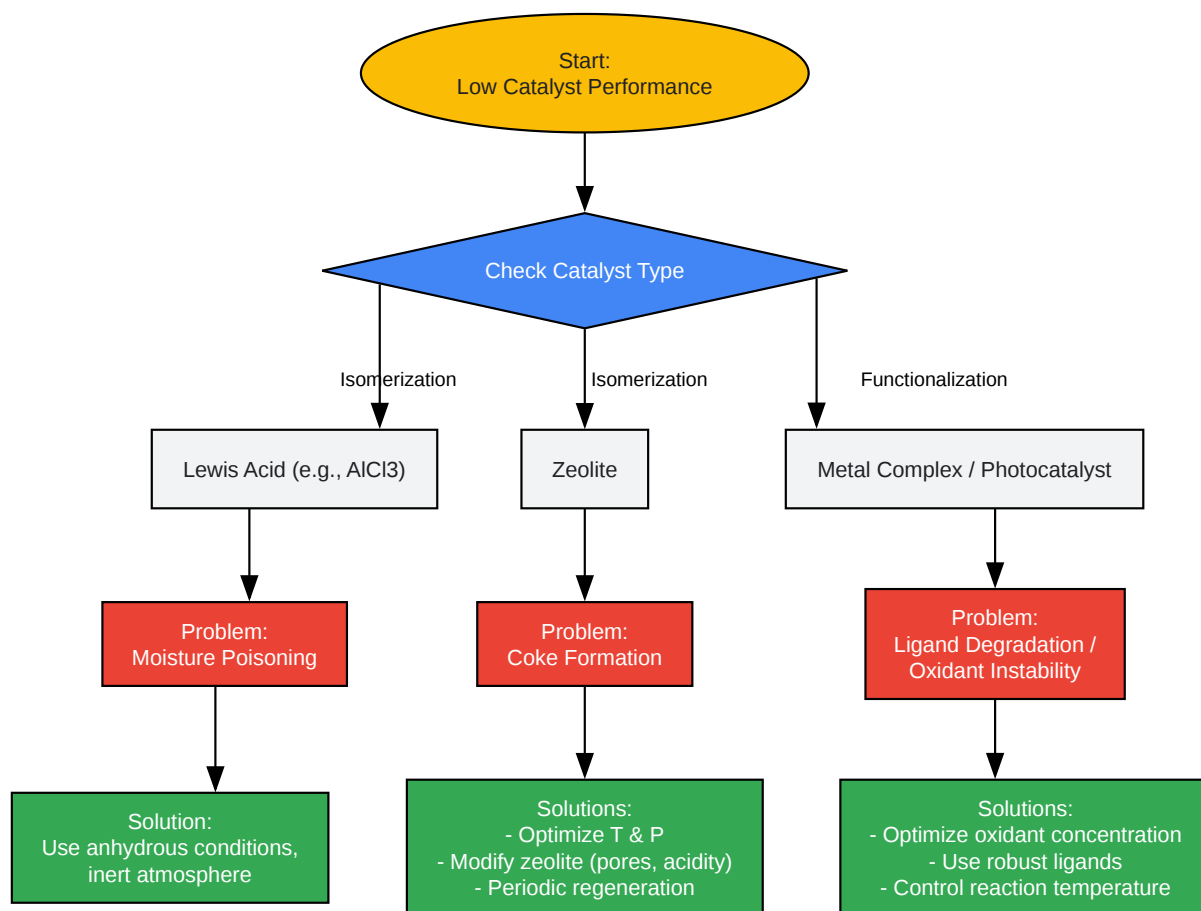 Start:
Low Catalyst Performance
Check Catalyst Type
Isomerization
Isomerization
Functionalization
Lewis Acid (e.g., AlCl3)
Zeolite
Metal Complex / Photocatalyst
Problem:
Moisture Poisoning
Problem:
Coke Formation
Problem:
Ligand Degradation /
Oxidant Instability
Solution:
Use anhydrous conditions,
inert atmosphere
Solutions:
- Optimize T & P
- Modify zeolite (pores, acidity)
- Periodic regeneration
Solutions:
- Optimize oxidant concentration
- Use robust ligands
- Control reaction temperature